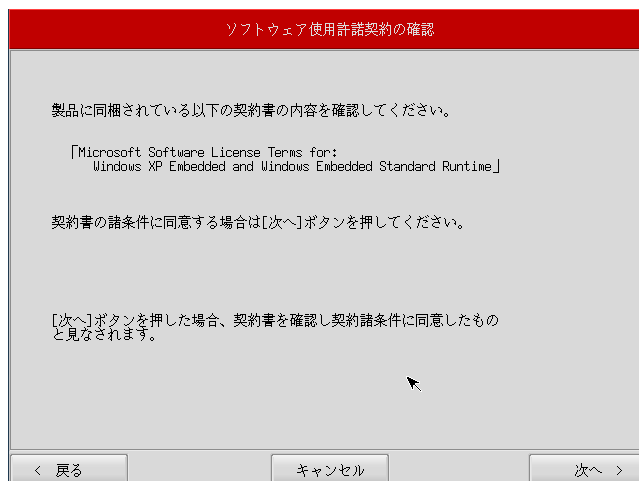 ソフトウェア使用許諾契約の確認
製品に同梱されている以下の契約書の内容を確認してください。
「Microsoft Software License Terms for:
Windows XP Embedded and Windows Embedded Standard Runtime」
契約書の諸条件に同意する場合は[次へ]ボタンを押してください。
[次へ]ボタンを押した場合、契約書を確認し契約諸条件に同意したもの
と見なされます。
< 戻る
キャンセル
次へ >